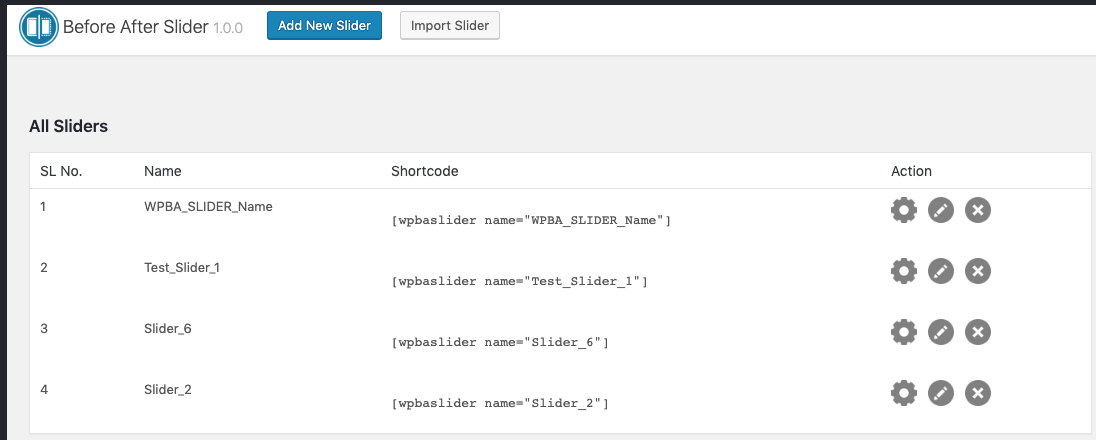 Before After Slider 1.0.0 Add New Slider Import Slider
All Sliders
SL No. Name Shortcode Action
1 WPBA_SLIDER_Name [wpbaslider name="WPBA_SLIDER_Name"]
2 Test_Slider_1 [wpbaslider name="Test_Slider_1"]
3 Slider_6 [wpbaslider name="Slider_6"]
4 Slider_2 [wpbaslider name="Slider_2"]